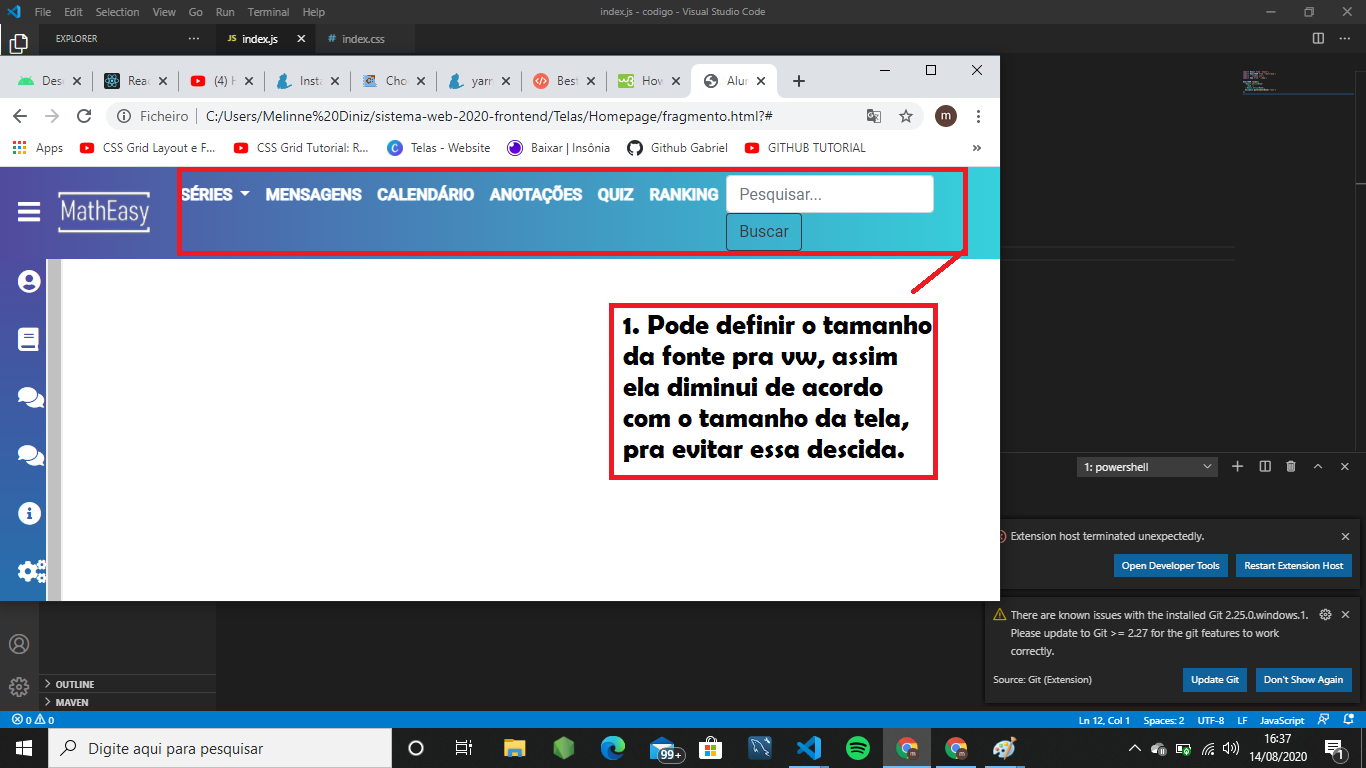 File Edit Selection View Go Run Terminal Help
index.js - codigo - Visual Studio Code
EXPLORER
JS index.js
# index.css
Des
Rea
(4) H
Insta
Cho
yarr
Best
How
Alur
Ficheiro
C:/Users/Melinne%20Diniz/sistema-web-2020-frontend/Telas/Homepage/fragmento.html?#
m
Apps
CSS Grid Layout e F...
CSS Grid Tutorial: R...
Telas - Website
Baixar | Insônia
Github Gabriel
GITHUB TUTORIAL
»
MathEasy
SÉRIES
MENSAGENS
CALENDÁRIO
ANOTAÇÕES
QUIZ
RANKING
Pesquisar...
Buscar
1. Pode definir o tamanho
da fonte pra vw, assim
ela diminui de acordo
com o tamanho da tela,
pra evitar essa descida.
1: powershell
Extension host terminated unexpectedly.
Open Developer Tools
Restart Extension Host
There are known issues with the installed Git 2.25.0.windows.1.
Please update to Git >= 2.27 for the git features to work
correctly.
Source: Git (Extension)
Update Git
Don't Show Again
OUTLINE
MAVEN
0 0
Ln 12, Col 1
Spaces: 2
UTF-8
LF
JavaScript
Digite aqui para pesquisar
99+
16:37
14/08/2020
1